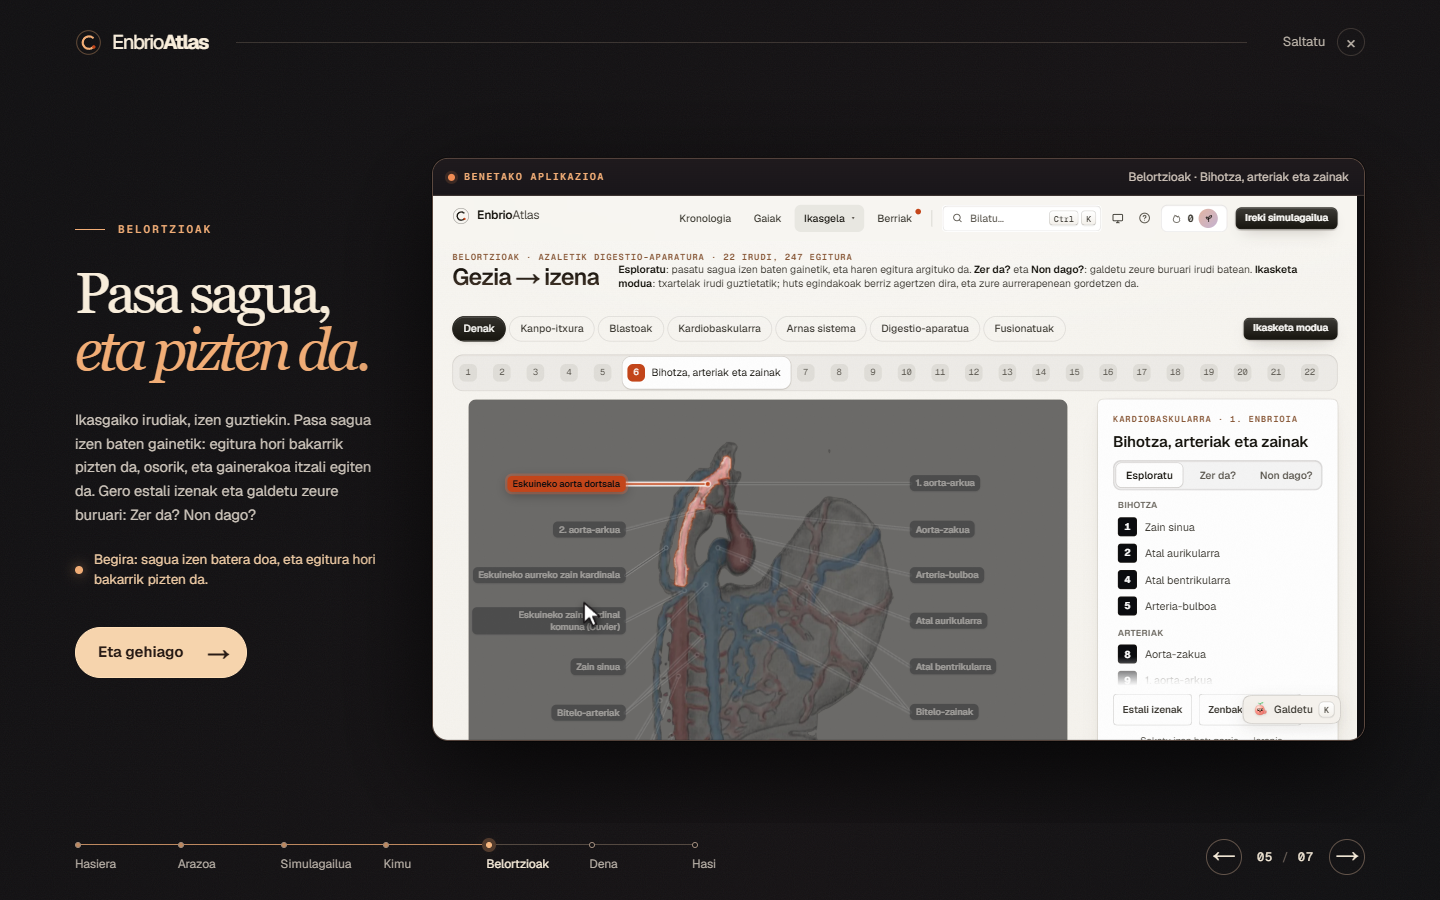 EnbrioAtlas
Saltatu
BELORTZIOAK
Pasa sagua,
eta pizten da.
Ikasgaiko irudiak, izen guztiekin. Pasa sagua
izen baten gainetik: egitura hori bakarrik
pizten da, osorik, eta gainerakoa itzali egiten
da. Gero estali izenak eta galdetu zeure
buruari: Zer da? Non dago?
Begira: sagua izen batera doa, eta egitura hori
bakarrik pizten da.
Eta gehiago
BENETAKO APLIKAZIOA
Belortzioak · Bihotza, arteriak eta zainak
EnbrioAtlas
Kronologia
Gaiak
Ikasgela
Berriak
Bilatu...
Ctrl K
0
Ireki simulagailua
BELORTZIOAK · AZALETIK DIGESTIO-APARATURA · 22 IRUDI, 247 EGITURA
Gezia → izena
Esploratu: pasatu sagua izen baten gainetik, eta haren egitura argituko da. Zer da? eta Non dago?: galdetu zeure buruari irudi batean. Ikasketa
modua: txartelak irudi guztietatik; huts egindakoak berriz agertzen dira, eta zure aurrerapenean gordetzen da.
Denak
Kanpo-itxura
Blastoak
Kardiobaskularra
Arnas sistema
Digestio-aparatua
Fusionatuak
Ikasketa modua
1 2 3 4 5 6 Bihotza, arteriak eta zainak 7 8 9 10 11 12 13 14 15 16 17 18 19 20 21 22
Eskuineko aorta dortsala
2. aorta-arkua
Eskuineko aurreko zain kardinala
Eskuineko zain
komuna
Zain sinua
Bitelo-arteriak
1. aorta-arkua
Aorta-zakua
Arteria-bulboa
Atal aurikularra
Atal bentrikularra
Bitelo-zainak
KARDIOBASKULARRA · 1. ENBRIOIA
Bihotza, arteriak eta zainak
Esploratu
Zer da?
Non dago?
BIHOTZA
1 Zain sinua
2 Atal aurikularra
4 Atal bentrikularra
5 Arteria-bulboa
ARTERIAK
8 Aorta-zakua
9 1. aorta-arkua
Estali izenak
Zenbak
Galdetu K
Hasiera
Arazoa
Simulagailua
Kimu
Belortzioak
Dena
Hasi
05 / 07